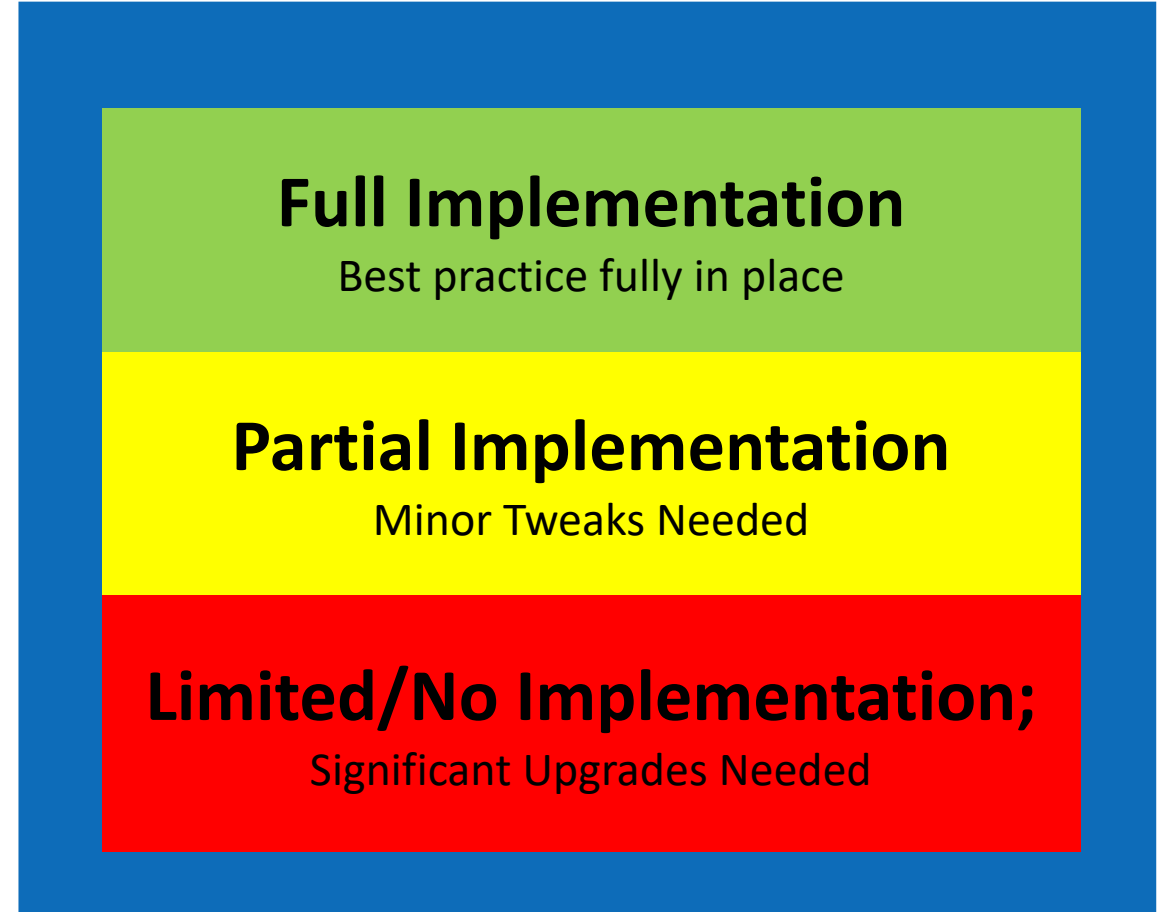 Full Implementation
Best practice fully in place
Partial Implementation
Minor Tweaks Needed
Limited/No Implementation;
Significant Upgrades Needed